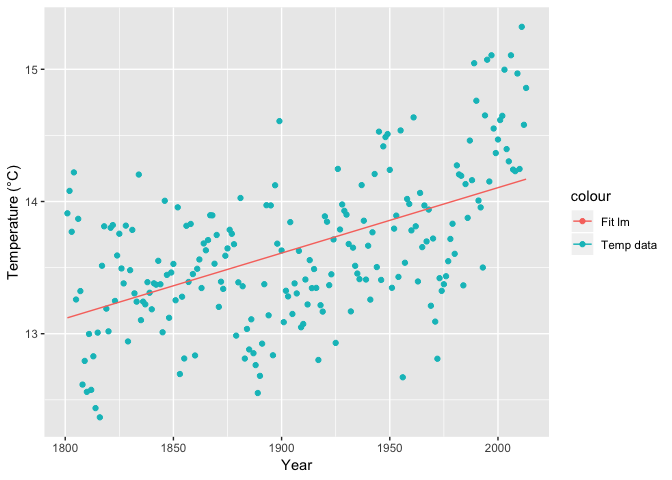 Temperature (°C)
15
14
13
1800 1850 1900 1950 2000
Year
colour
Fit lm
Temp data